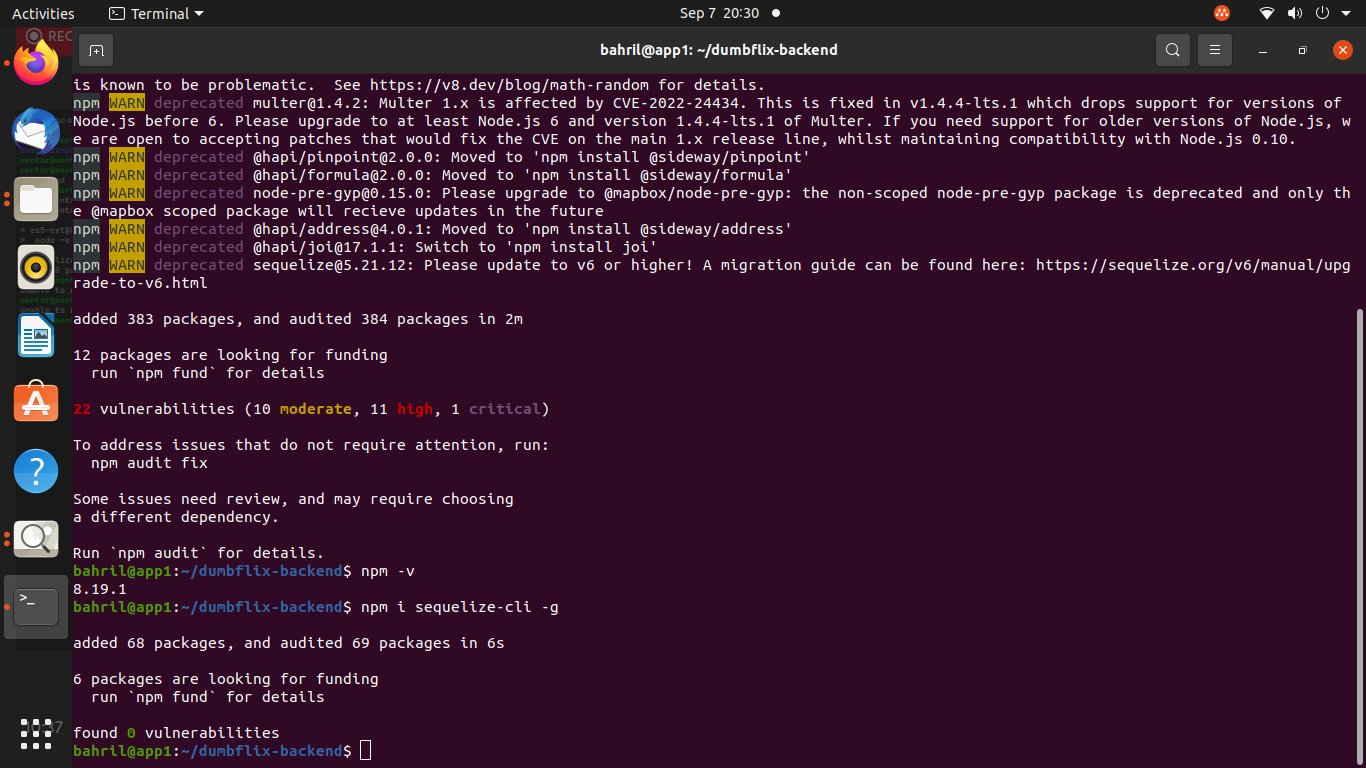 Activities Terminal Sep 7 20:30
REC
bahril@app1: ~/dumbflix-backend
is known to be problematic.  See https://v8.dev/blog/math-random for details.
npm WARN deprecated multer@1.4.2: Multer 1.x is affected by CVE-2022-24434. This is fixed in v1.4.4-lts.1 which drops support for versions of
Node.js before 6. Please upgrade to at least Node.js 6 and version 1.4.4-lts.1 of Multer. If you need support for older versions of Node.js, w
e are open to accepting patches that would fix the CVE on the main 1.x release line, whilst maintaining compatibility with Node.js 0.10.
npm WARN deprecated @hapi/pinpoint@2.0.0: Moved to 'npm install @sideway/pinpoint'
npm WARN deprecated @hapi/formula@2.0.0: Moved to 'npm install @sideway/formula'
npm WARN deprecated node-pre-gyp@0.15.0: Please upgrade to @mapbox/node-pre-gyp: the non-scoped node-pre-gyp package is deprecated and only th
e @mapbox scoped package will recieve updates in the future
npm WARN deprecated @hapi/address@4.0.1: Moved to 'npm install @sideway/address'
npm WARN deprecated @hapi/joi@17.1.1: Switch to 'npm install joi'
npm WARN deprecated sequelize@5.21.12: Please update to v6 or higher! A migration guide can be found here: https://sequelize.org/v6/manual/upg
rade-to-v6.html
added 383 packages, and audited 384 packages in 2m
12 packages are looking for funding
  run `npm fund` for details
22 vulnerabilities (10 moderate, 11 high, 1 critical)
To address issues that do not require attention, run:
  npm audit fix
Some issues need review, and may require choosing
a different dependency.
Run `npm audit` for details.
bahril@app1:~/dumbflix-backend$ npm -v
8.19.1
bahril@app1:~/dumbflix-backend$ npm i sequelize-cli -g
added 68 packages, and audited 69 packages in 6s
6 packages are looking for funding
  run `npm fund` for details
found 0 vulnerabilities
bahril@app1:~/dumbflix-backend$